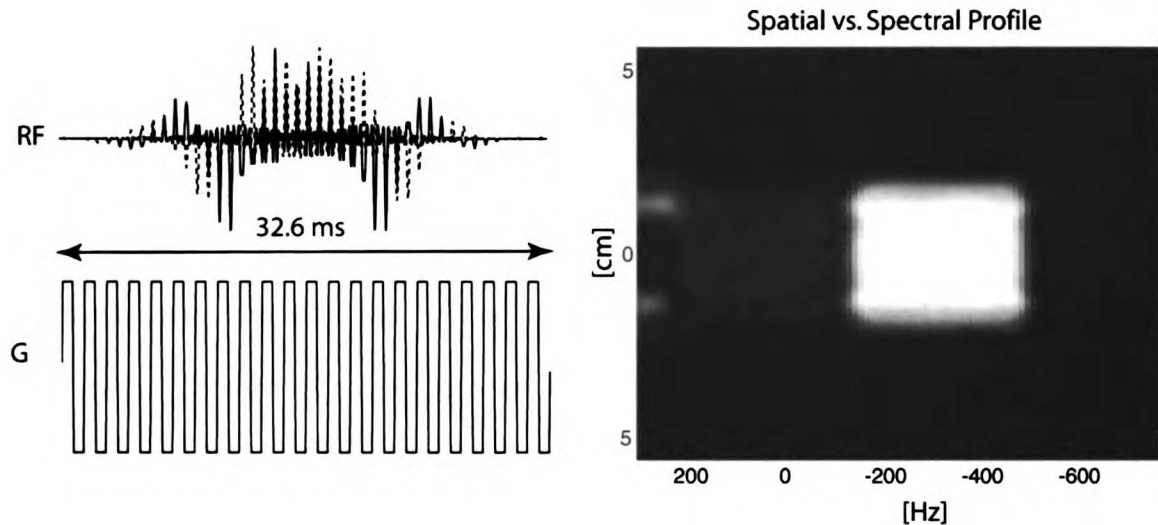 Spatial vs. Spectral Profile
RF
32.6 ms
G
5
[cm]
0
5
200 0 -200 -400 -600
[Hz]